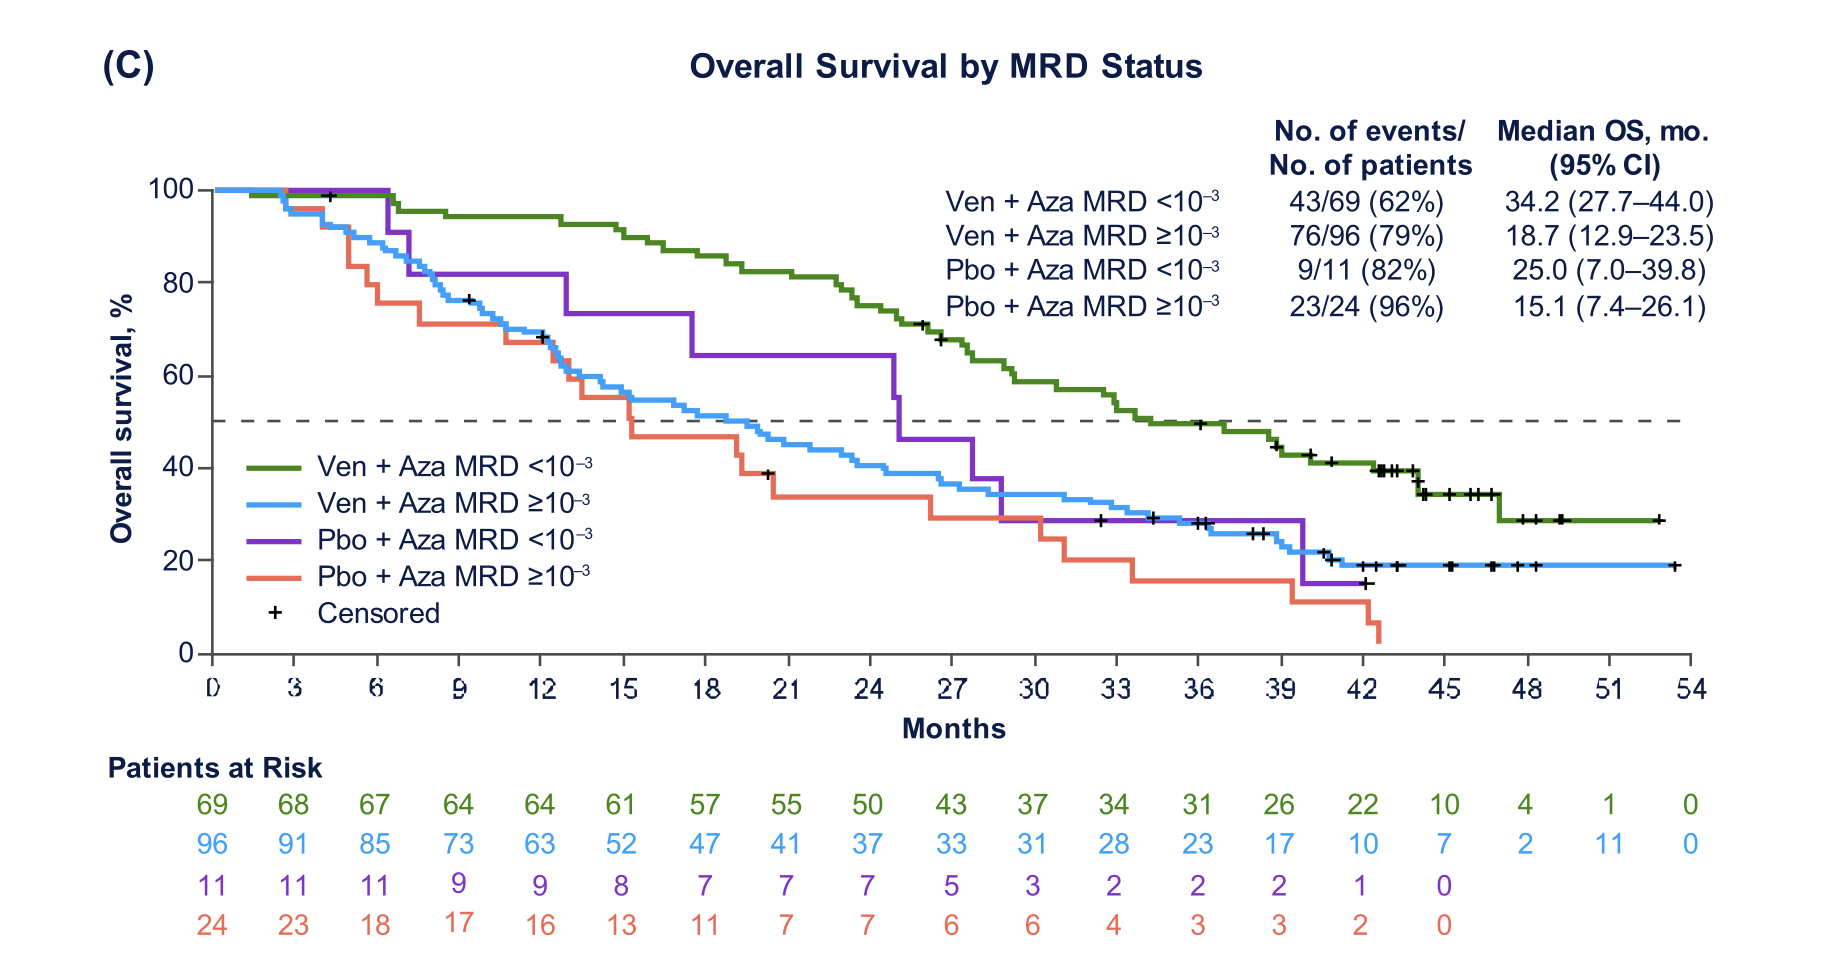 (C)
Overall Survival by MRD Status
No. of events/ Median OS, mo.
No. of patients (95% CI)
Ven + Aza MRD <10⁻³ 43/69 (62%) 34.2 (27.7–44.0)
Ven + Aza MRD ≥10⁻³ 76/96 (79%) 18.7 (12.9–23.5)
Pbo + Aza MRD <10⁻³ 9/11 (82%) 25.0 (7.0–39.8)
Pbo + Aza MRD ≥10⁻³ 23/24 (96%) 15.1 (7.4–26.1)
Overall survival, %
100
80
60
40
20
0
Ven + Aza MRD <10⁻³
Ven + Aza MRD ≥10⁻³
Pbo + Aza MRD <10⁻³
Pbo + Aza MRD ≥10⁻³
+ Censored
0 3 6 9 12 15 18 21 24 27 30 33 36 39 42 45 48 51 54
Months
Patients at Risk
69 68 67 64 64 61 57 55 50 43 37 34 31 26 22 10 4 1 0
96 91 85 73 63 52 47 41 37 33 31 28 23 17 10 7 2 11 0
11 11 11 9 9 8 7 7 7 5 3 2 2 2 1 0
24 23 18 17 16 13 11 7 7 6 6 4 3 3 2 0